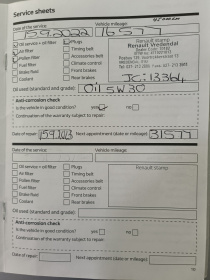 Service sheets
Date of the service:
Vehicle mileage:
15.9.2022
1657
Oil service + oil filter
Plugs
Air filter
Timing belt
Pollen filter
Accessories belt
Fuel filter
Climate control
Brake fluid
Front brakes
Coolant
Rear brakes
Renault stamp
Renault Vredendal
JC:13364
Oil used (standard and grade):
Oil 5W30
Anti-corrosion check
Is the vehicle in good condition?
yes
no
Continuation of the warranty subject to repair:
Date of repair:
Next appointment (date or mileage):
31577
Date of the service:
Vehicle mileage:
Oil service + oil filter
Plugs
Air filter
Timing belt
Pollen filter
Accessories belt
Fuel filter
Climate control
Brake fluid
Front brakes
Coolant
Rear brakes
Renault stamp
Oil used (standard and grade):
Anti-corrosion check
Is the vehicle in good condition?
yes
no
Continuation of the warranty subject to repair:
Date of repair:
Next appointment (date or mileage):